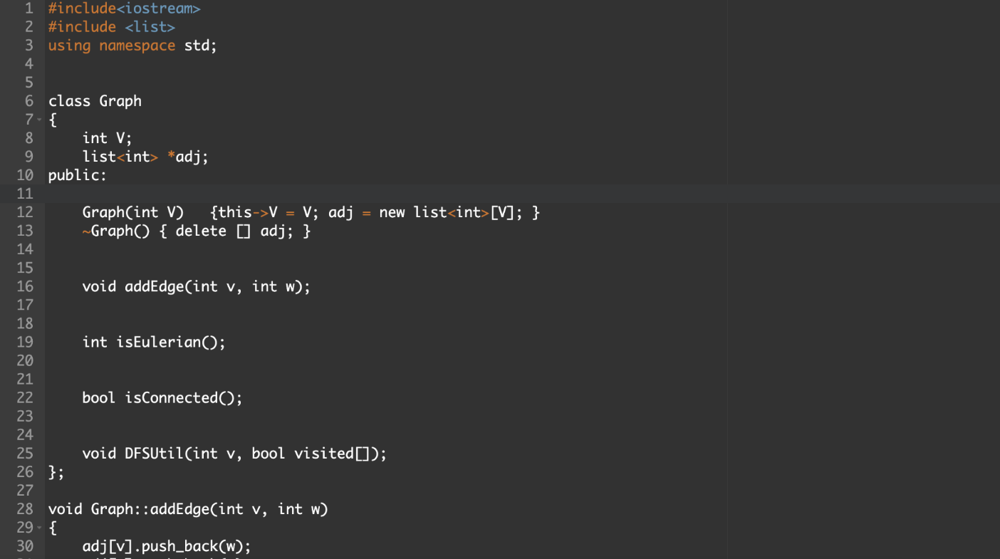 1 #include<iostream>
2 #include <list>
3 using namespace std;
4
5
6 class Graph
7 {
8     int V;
9     list<int> *adj;
10 public:
11
12     Graph(int V)   {this->V = V; adj = new list<int>[V]; }
13     ~Graph() { delete [] adj; }
14
15
16     void addEdge(int v, int w);
17
18
19     int isEulerian();
20
21
22     bool isConnected();
23
24
25     void DFSUtil(int v, bool visited[]);
26 };
27
28 void Graph::addEdge(int v, int w)
29 {
30     adj[v].push_back(w);